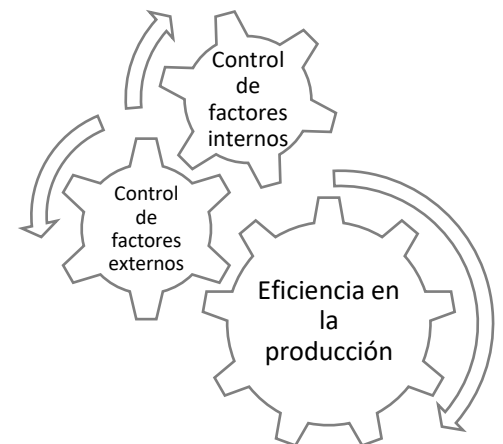 Control
de
factores
internos
Control
de
factores
externos
Eficiencia en
la
producción